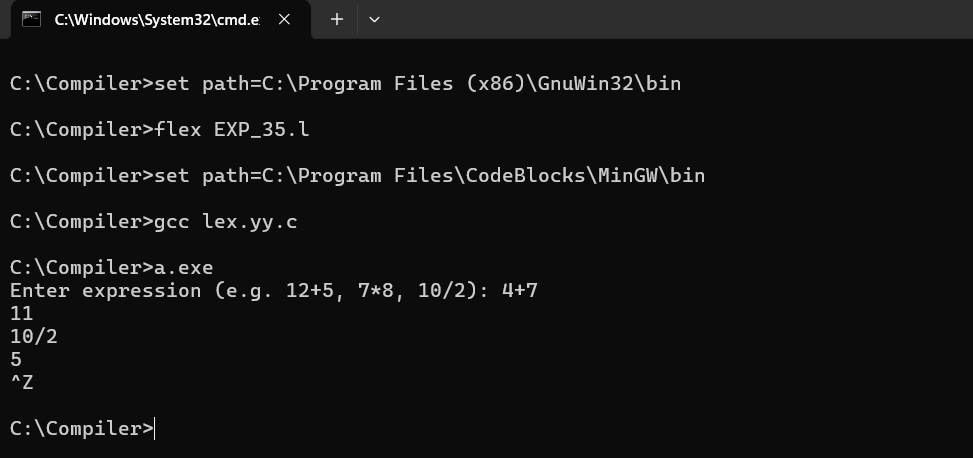 C:\Windows\System32\cmd.e
C:\Compiler>set path=C:\Program Files (x86)\GnuWin32\bin
C:\Compiler>flex EXP_35.l
C:\Compiler>set path=C:\Program Files\CodeBlocks\MinGW\bin
C:\Compiler>gcc lex.yy.c
C:\Compiler>a.exe
Enter expression (e.g. 12+5, 7*8, 10/2): 4+7
11
10/2
5
^Z
C:\Compiler>